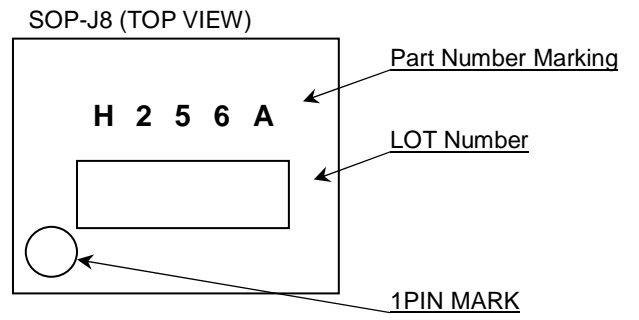 SOP-J8 (TOP VIEW)
Part Number Marking
H 2 5 6 A
LOT Number
1PIN MARK